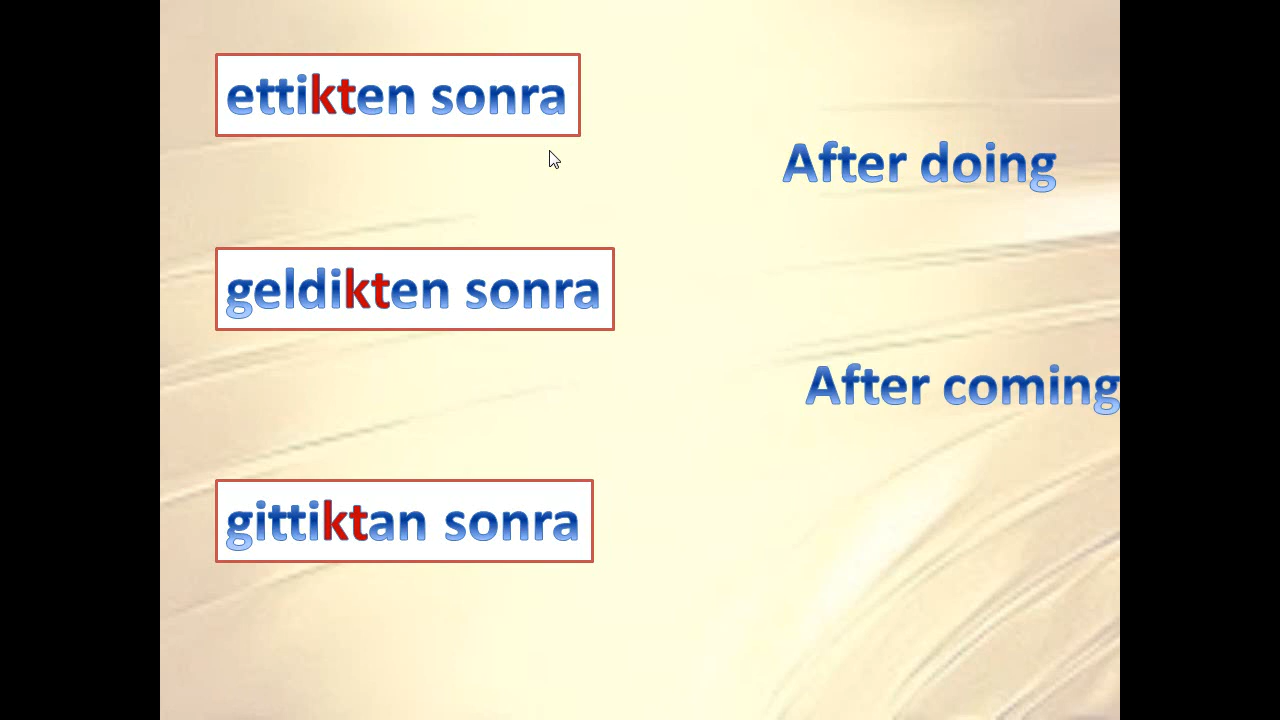 ettikten sonra
After doing
geldikten sonra
After coming
gittiktan sonra